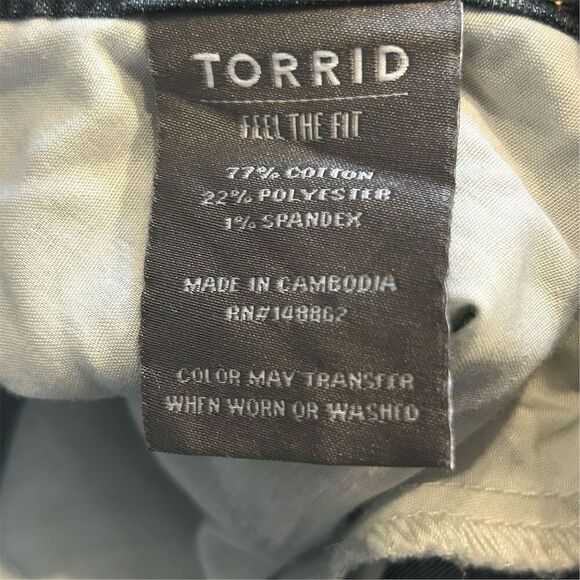 TORRID
FEEL THE FIT
77% COTTON
22% POLYESTER
1% SPANDEX
MADE IN CAMBODIA
RN#148862
COLOR MAY TRANSFER
WHEN WORN OR WASHED